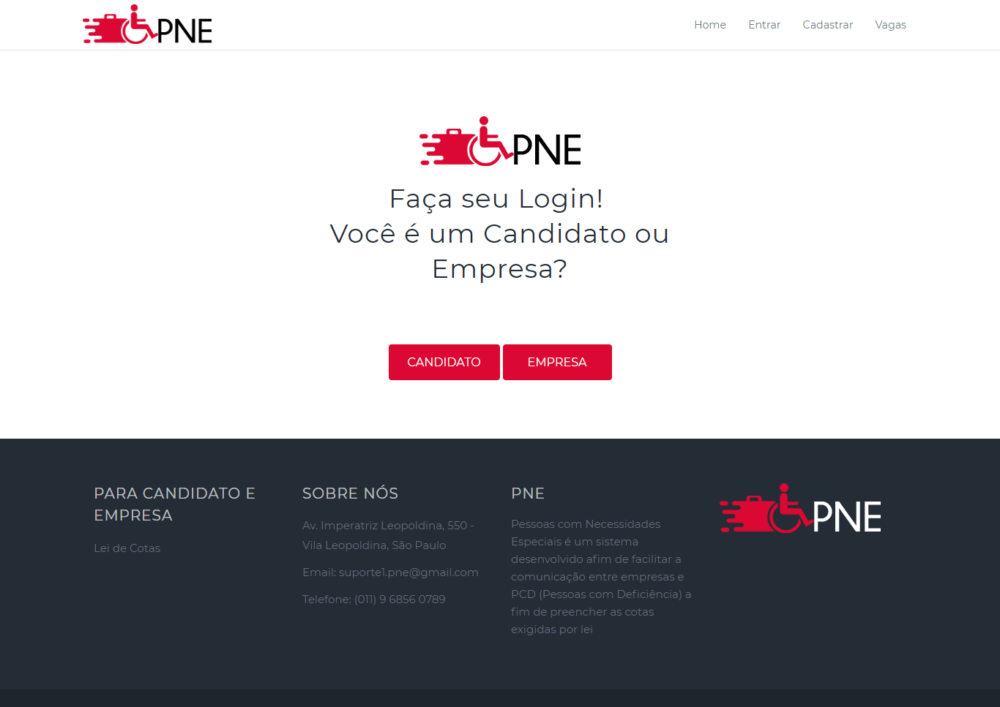 PNE
Home
Entrar
Cadastrar
Vagas
PNE
Faça seu Login!
Você é um Candidato ou
Empresa?
CANDIDATO
EMPRESA
PARA CANDIDATO E
EMPRESA
Lei de Cotas
SOBRE NÓS
Av. Imperatriz Leopoldina, 550 -
Vila Leopoldina, São Paulo
Email: suporte1.pne@gmail.com
Telefone: (011) 9 6856 0789
PNE
Pessoas com Necessidades
Especiais é um sistema
desenvolvido afim de facilitar a
comunicação entre empresas e
PCD (Pessoas com Deficiência) a
fim de preencher as cotas
exigidas por lei
PNE